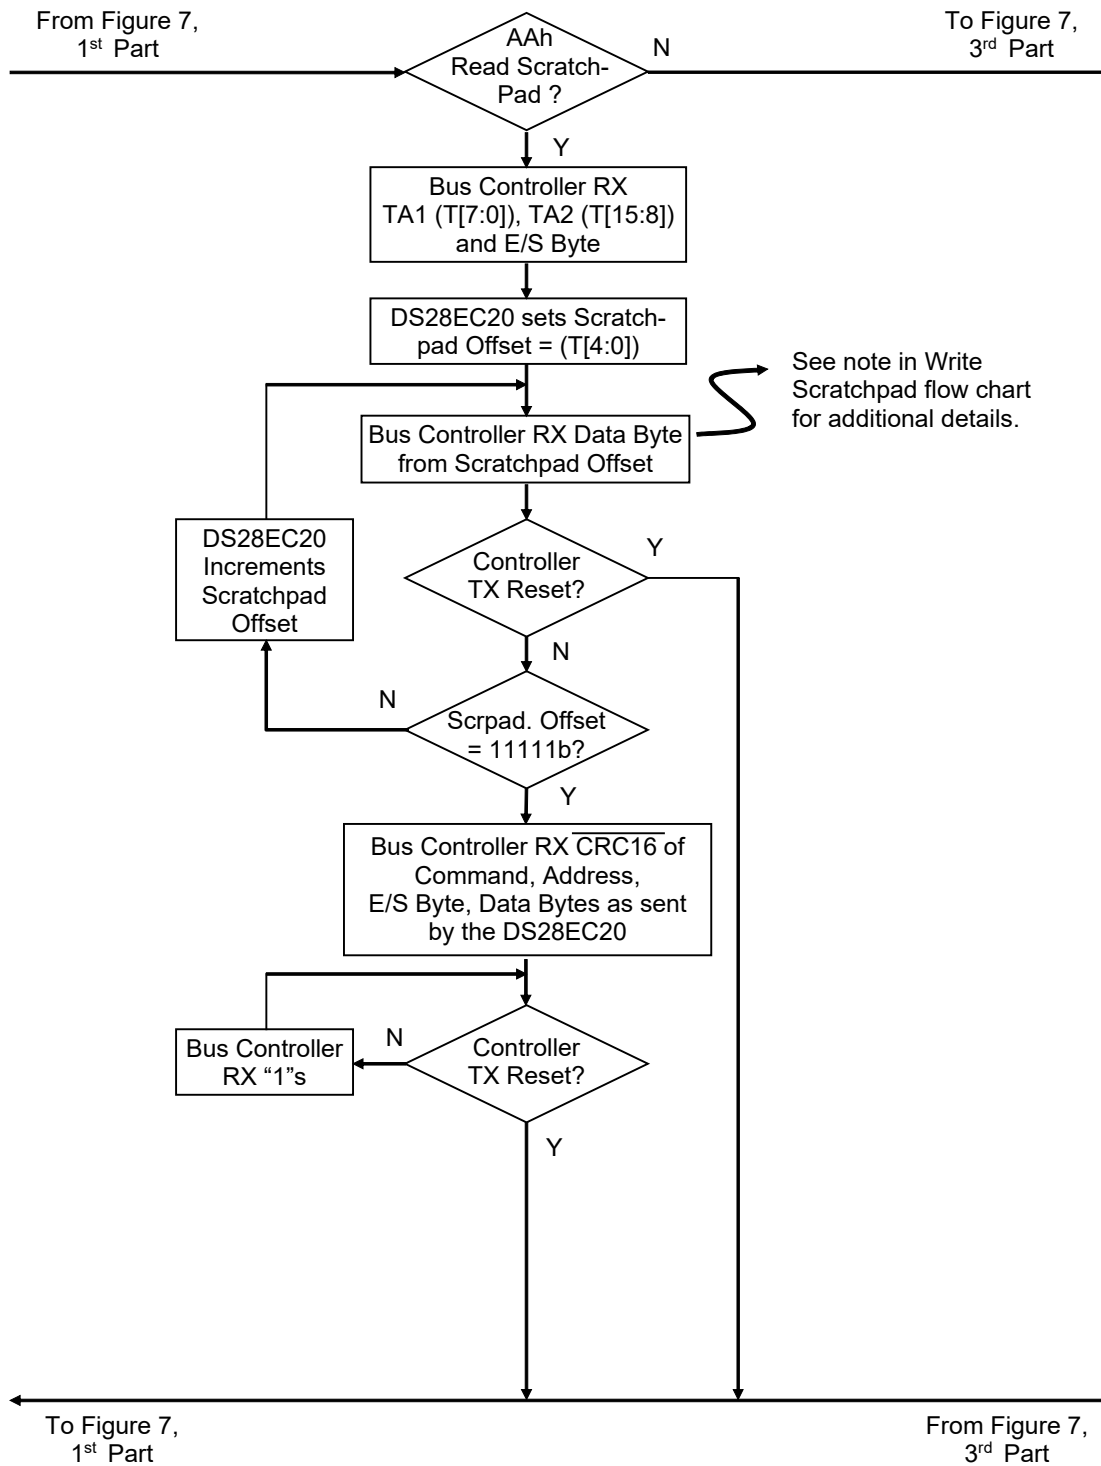 From Figure 7,
1st Part
AAh
Read Scratch-
Pad ?
N
To Figure 7,
3rd Part
Y
Bus Controller RX
TA1 (T[7:0]), TA2 (T[15:8])
and E/S Byte
DS28EC20 sets Scratch-
pad Offset = (T[4:0])
See note in Write
Scratchpad flow chart
for additional details.
Bus Controller RX Data Byte
from Scratchpad Offset
DS28EC20
Increments
Scratchpad
Offset
Controller
TX Reset?
Y
N
N
Scrpad. Offset
= 11111b?
Y
Bus Controller RX CRC16 of
Command, Address,
E/S Byte, Data Bytes as sent
by the DS28EC20
Bus Controller
RX “1”s
N
Controller
TX Reset?
Y
To Figure 7,
1st Part
From Figure 7,
3rd Part